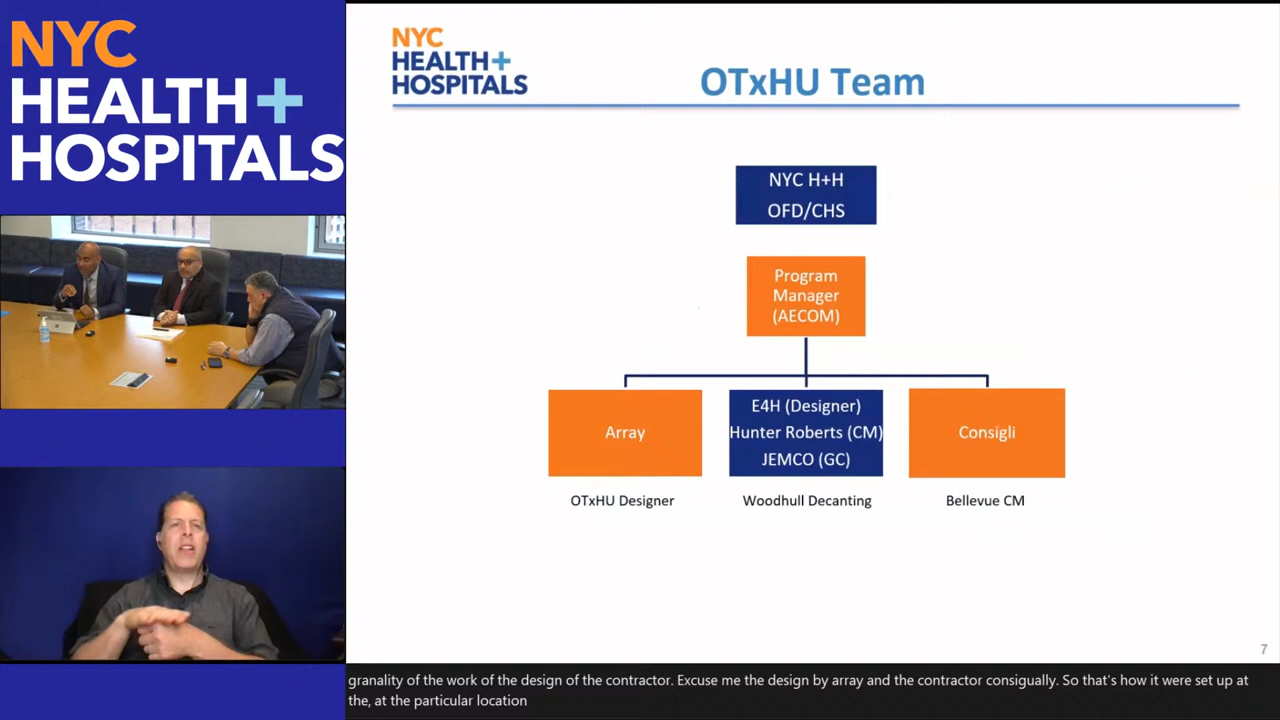 NYC
HEALTH+
HOSPITALS
NYC
HEALTH+
HOSPITALS
OTxHU Team
NYC H+H
OFD/CHS
Program
Manager
(AECOM)
Array
E4H (Designer)
Hunter Roberts (CM)
JEMCO (GC)
Consigli
OTxHU Designer
Woodhull Decanting
Bellevue CM
7
granality of the work of the design of the contractor. Excuse me the design by array and the contractor consigually. So that's how it were set up at
the, at the particular location